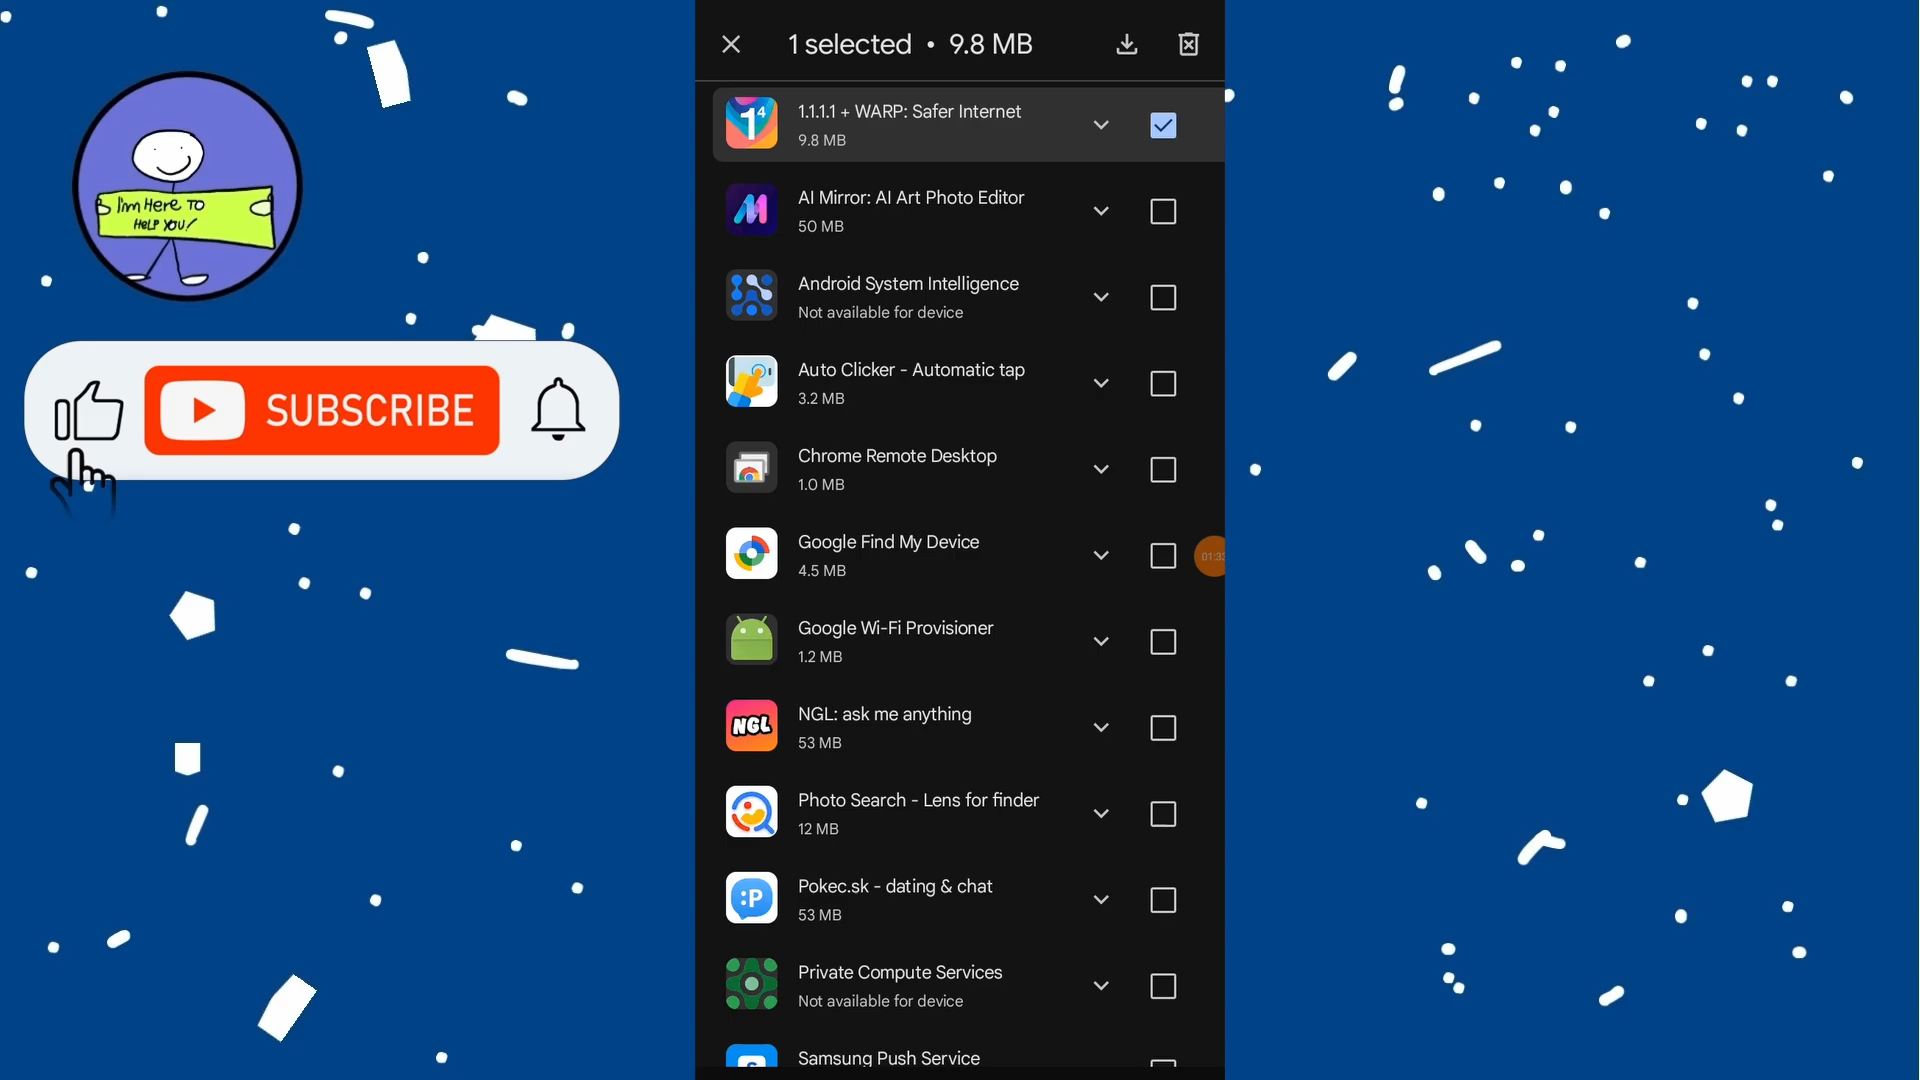 I'm HERE TO
HELP YOU!
SUBSCRIBE
1 selected • 9.8 MB
1.1.1.1 + WARP: Safer Internet
9.8 MB
AI Mirror: AI Art Photo Editor
50 MB
Android System Intelligence
Not available for device
Auto Clicker - Automatic tap
3.2 MB
Chrome Remote Desktop
1.0 MB
Google Find My Device
4.5 MB
01:33
Google Wi-Fi Provisioner
1.2 MB
NGL
NGL: ask me anything
53 MB
Photo Search - Lens for finder
12 MB
:P
Pokec.sk - dating & chat
53 MB
Private Compute Services
Not available for device
Samsung Push Service